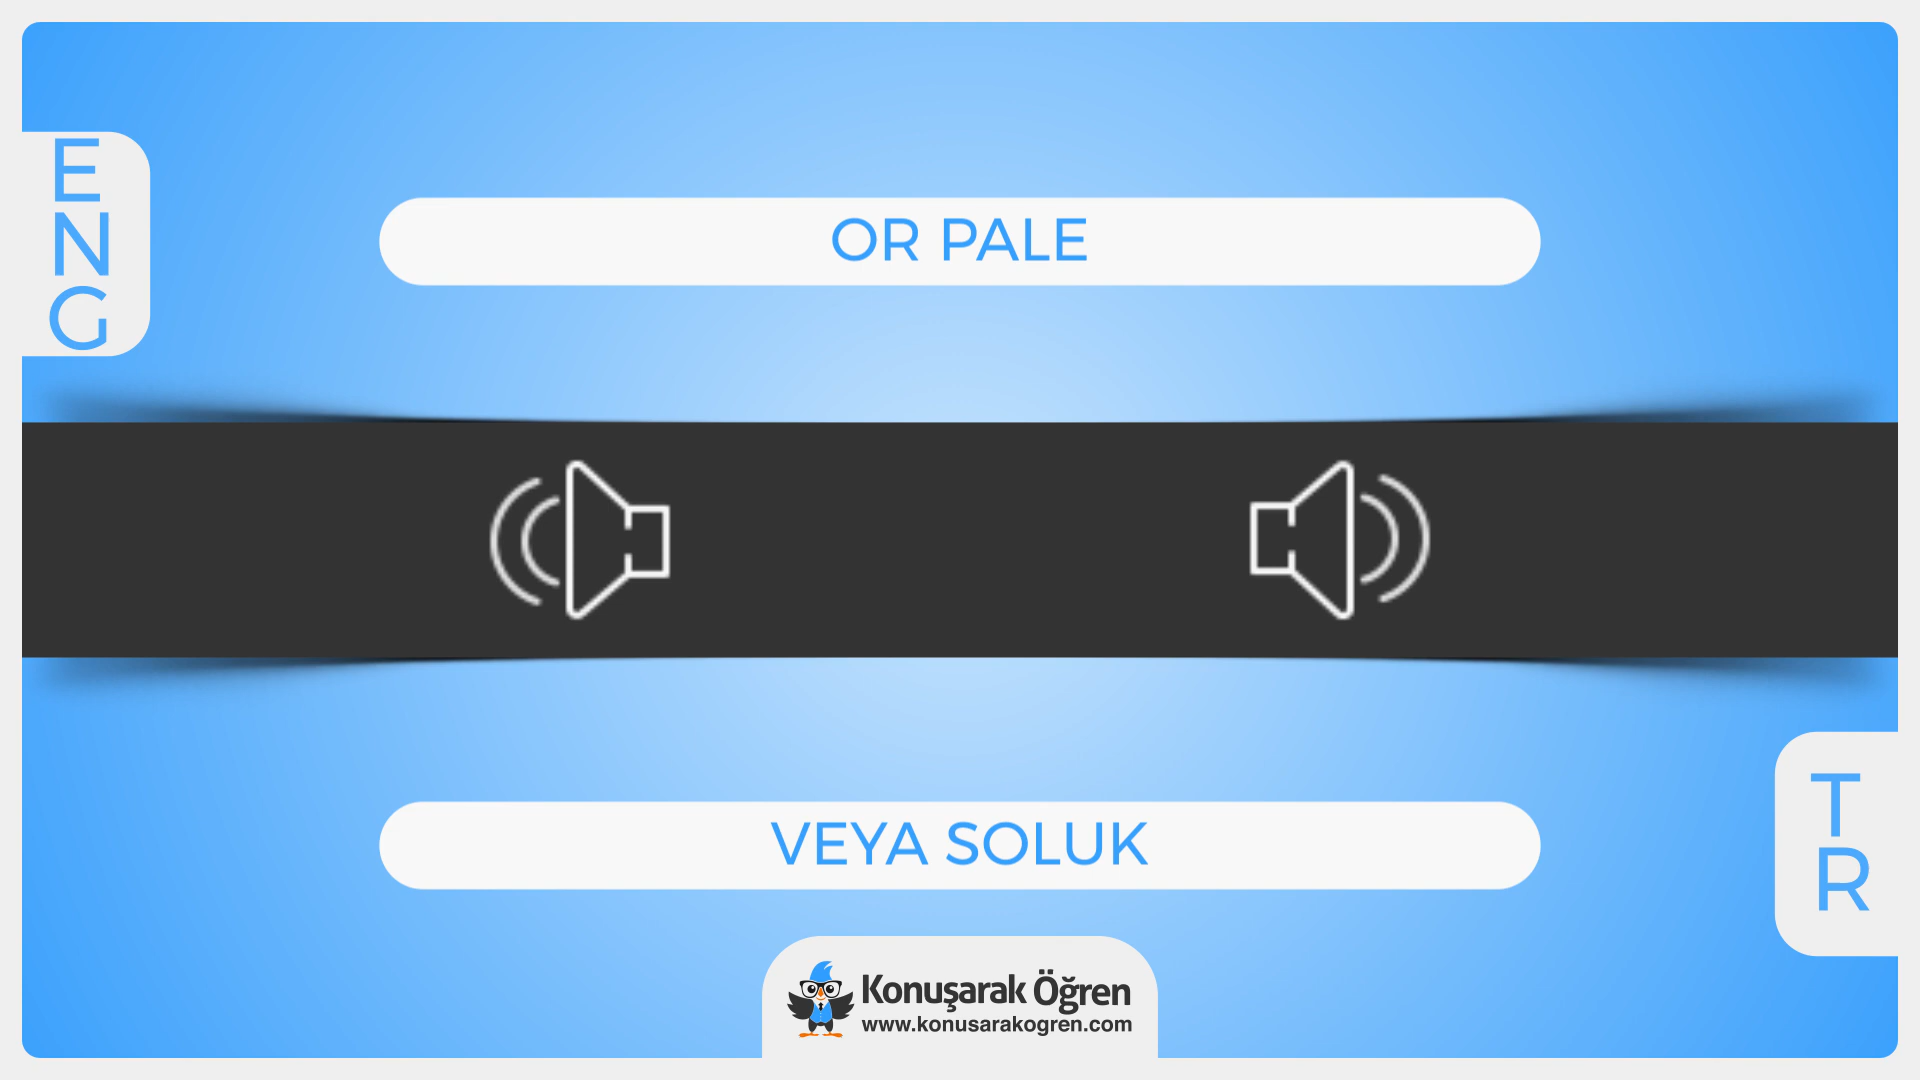 ENG
OR PALE
VEYA SOLUK
TR
Konuşarak Öğren
www.konusarakogren.com